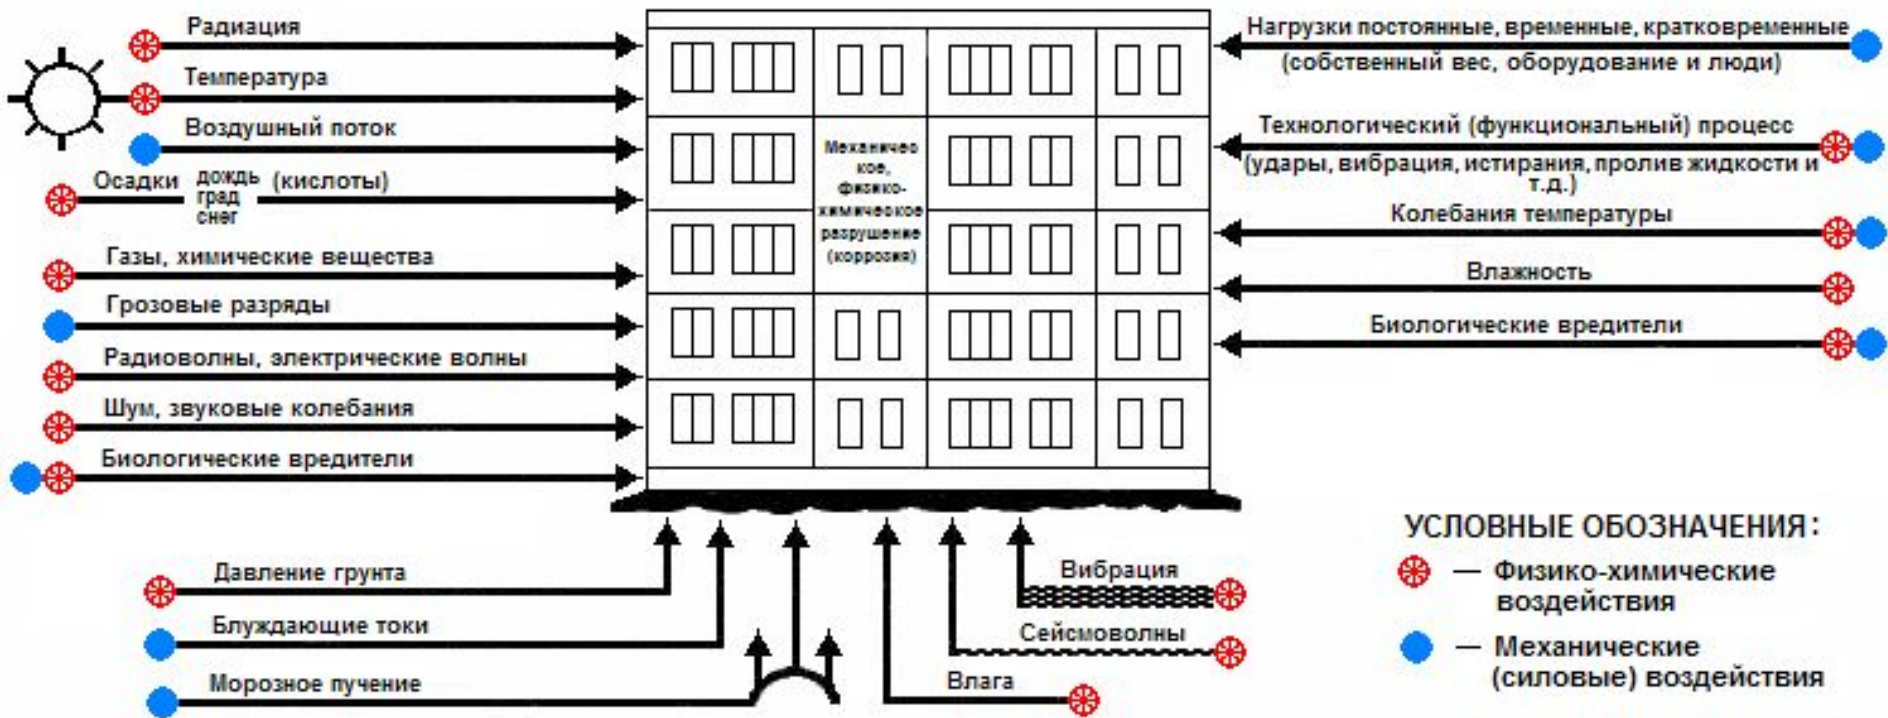 Радиация
Температура
Воздушный поток
Осадки дождь (кислоты)
град
снег
Газы, химические вещества
Грозовые разряды
Радиоволны, электрические волны
Шум, звуковые колебания
Биологические вредители
Механичес
кое,
физико-
химическое
разрушение
(коррозия)
Нагрузки постоянные, временные, кратковременные
(собственный вес, оборудование и люди)
Технологический (функциональный) процесс
(удары, вибрация, истирания, пролив жидкости и
т.д.)
Колебания температуры
Влажность
Биологические вредители
Давление грунта
Блуждающие токи
Морозное пучение
Вибрация
Сейсмоволны
Влага
УСЛОВНЫЕ ОБОЗНАЧЕНИЯ:
— Физико-химические
воздействия
— Механические
(силовые) воздействия